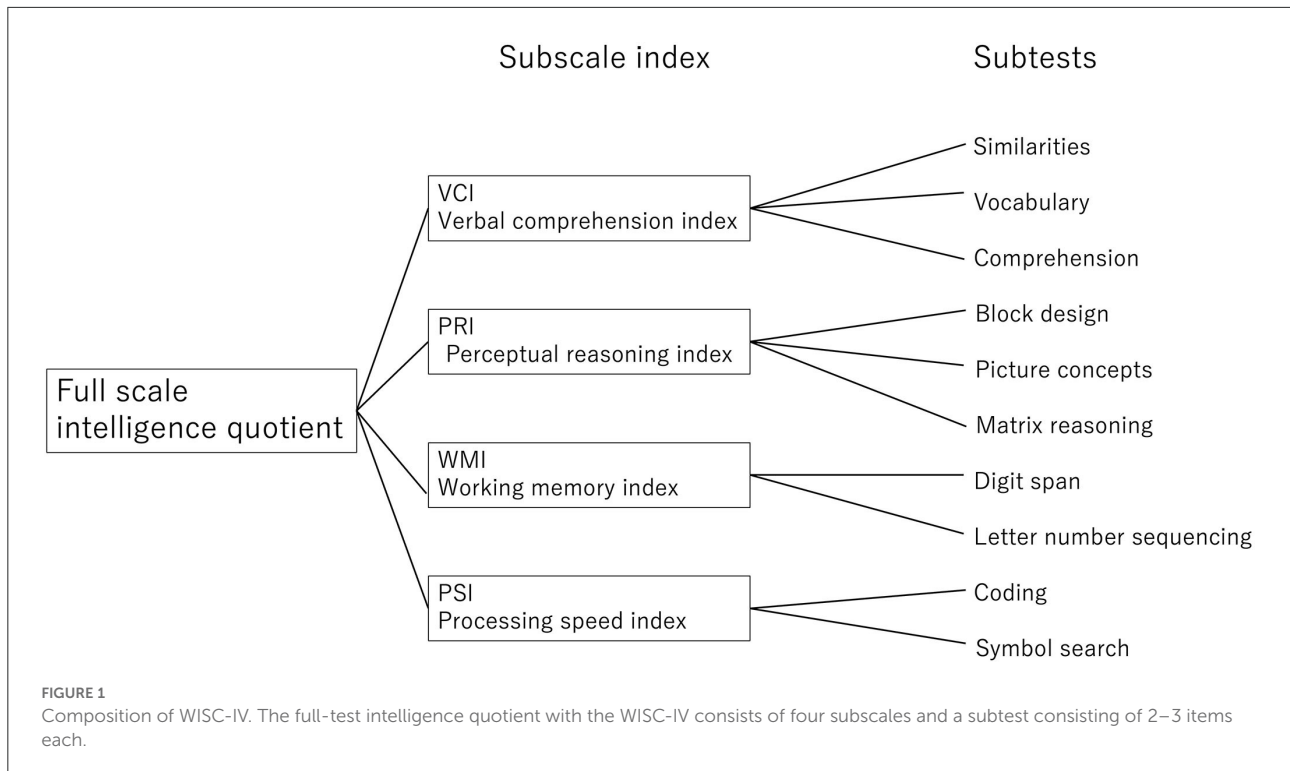 Subscale index
Subtests
Full scale
intelligence quotient
VCI
Verbal comprehension index
Similarities
Vocabulary
Comprehension
PRI
Perceptual reasoning index
Block design
Picture concepts
Matrix reasoning
WMI
Working memory index
Digit span
Letter number sequencing
PSI
Processing speed index
Coding
Symbol search
FIGURE 1
Composition of WISC-IV. The full-test intelligence quotient with the WISC-IV consists of four subscales and a subtest consisting of 2–3 items
each.